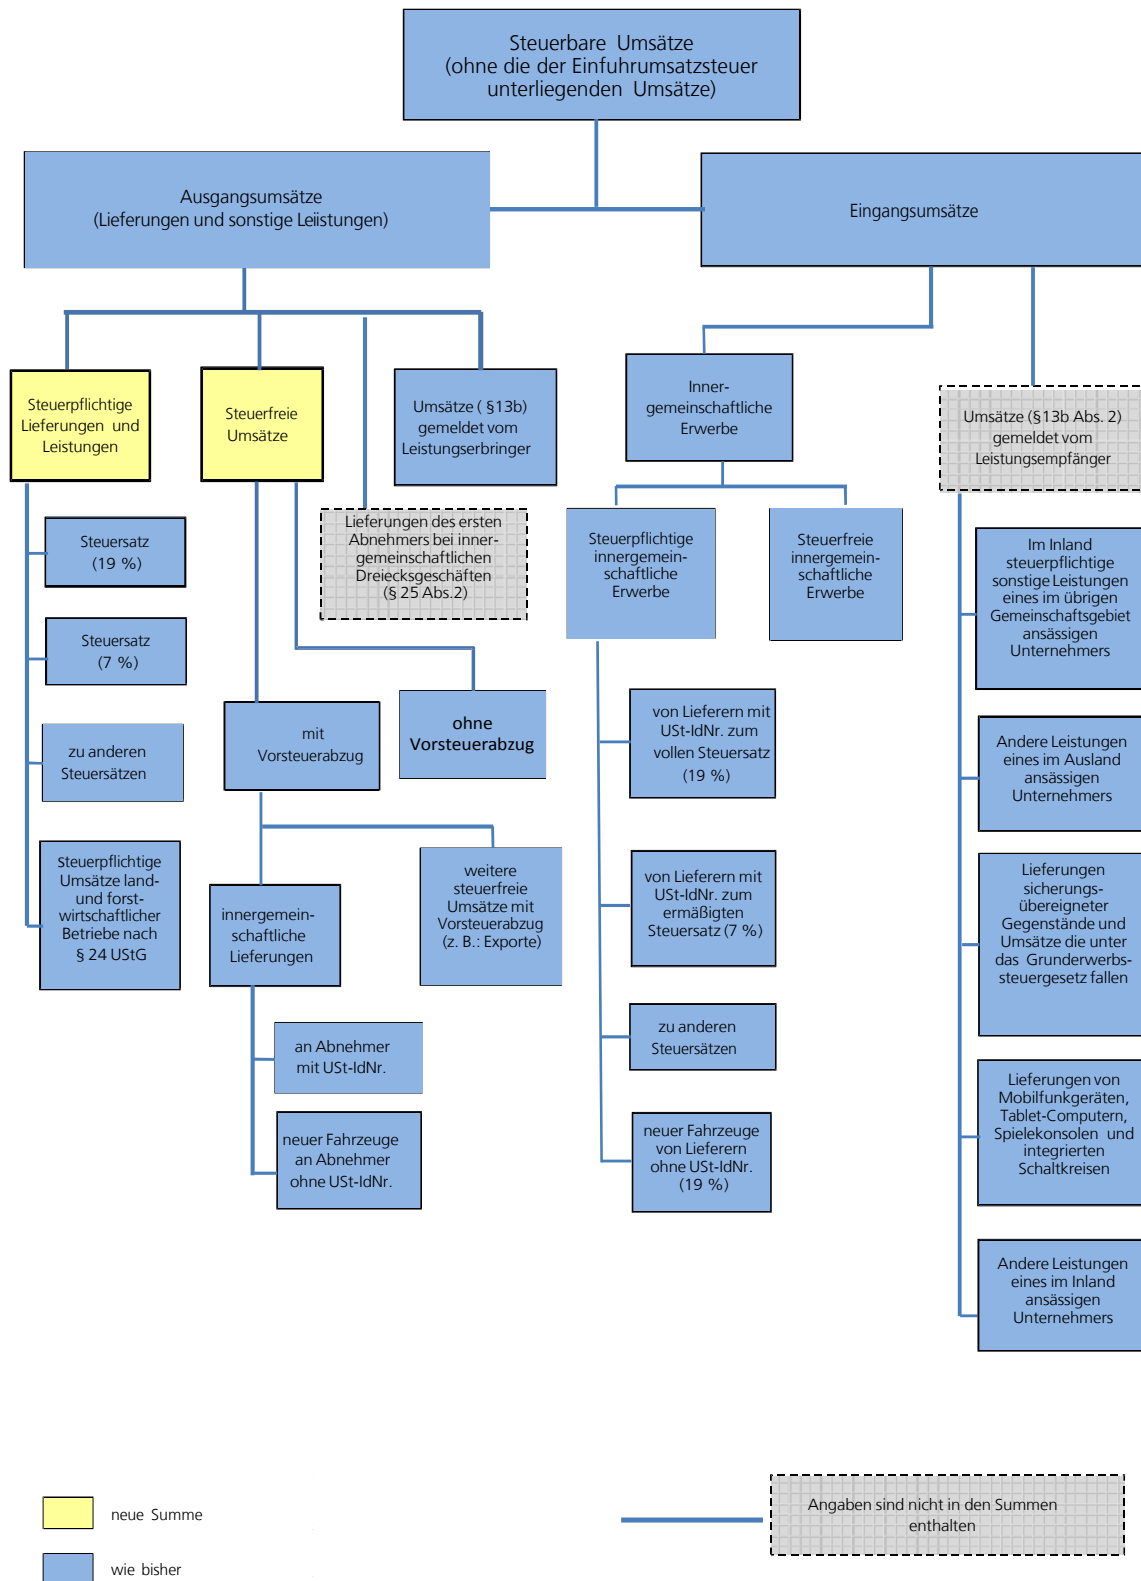 Steuerbare Umsätze
(ohne die der Einfuhrumsatzsteuer
unterliegenden Umsätze)
Ausgangsumsätze
(Lieferungen und sonstige Leiistungen)
Eingangsumsätze
Steuerpflichtige
Lieferungen und
Leistungen
Steuerfreie
Umsätze
Umsätze ( §13b)
gemeldet vom
Leistungserbringer
Inner-
gemeinschaftliche
Erwerbe
Umsätze (§13b Abs. 2)
gemeldet vom
Leistungsempfänger
Lieferungen des ersten
Abnehmers bei inner-
gemeinschaftlichen
Dreiecksgeschäften
(§ 25 Abs.2)
Steuerpflichtige
innergemein-
schaftliche
Erwerbe
Steuerfreie
innergemein-
schaftliche
Erwerbe
Steuersatz
(19 %)
Steuersatz
(7 %)
zu anderen
Steuersätzen
Steuerpflichtige
Umsätze land-
und forst-
wirtschaftlicher
Betriebe nach
§ 24 UStG
mit
Vorsteuerabzug
ohne
Vorsteuerabzug
innergemein-
schaftliche
Lieferungen
weitere
steuerfreie
Umsätze mit
Vorsteuerabzug
(z. B.: Exporte)
an Abnehmer
mit USt-IdNr.
neuer Fahrzeuge
an Abnehmer
ohne USt-IdNr.
von Lieferern mit
USt-IdNr. zum
vollen Steuersatz
(19 %)
von Lieferern mit
USt-IdNr. zum
ermäßigten
Steuersatz (7 %)
zu anderen
Steuersätzen
neuer Fahrzeuge
von Lieferern
ohne USt-IdNr.
(19 %)
Im Inland
steuerpflichtige
sonstige Leistungen
eines im übrigen
Gemeinschaftsgebiet
ansässigen
Unternehmers
Andere Leistungen
eines im Ausland
ansässigen
Unternehmers
Lieferungen
sicherungs-
übereigneter
Gegenstände und
Umsätze die unter
das Grunderwerbs-
steuergesetz fallen
Lieferungen von
Mobilfunkgeräten,
Tablet-Computern,
Spielekonsolen und
integrierten
Schaltkreisen
Andere Leistungen
eines im Inland
ansässigen
Unternehmers
neue Summe
wie bisher
Angaben sind nicht in den Summen
enthalten